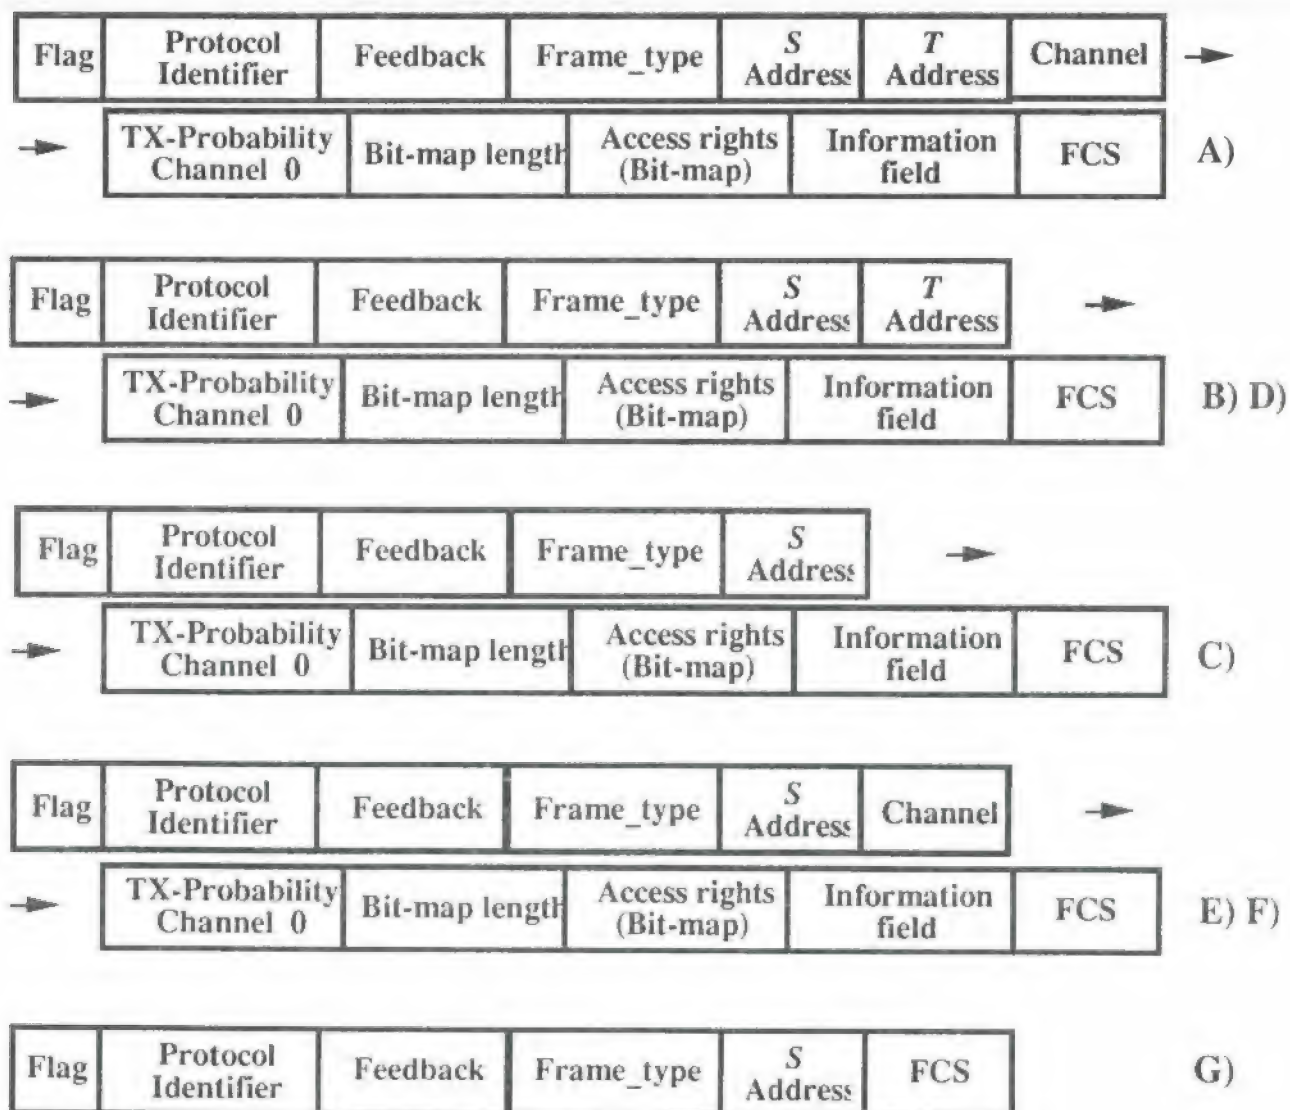 Flag Protocol Identifier Feedback Frame_type S Address T Address Channel
TX-Probability Channel 0 Bit-map length Access rights (Bit-map) Information field FCS A)
Flag Protocol Identifier Feedback Frame_type S Address T Address
TX-Probability Channel 0 Bit-map length Access rights (Bit-map) Information field FCS B) D)
Flag Protocol Identifier Feedback Frame_type S Address
TX-Probability Channel 0 Bit-map length Access rights (Bit-map) Information field FCS C)
Flag Protocol Identifier Feedback Frame_type S Address Channel
TX-Probability Channel 0 Bit-map length Access rights (Bit-map) Information field FCS E) F)
Flag Protocol Identifier Feedback Frame_type S Address FCS G)